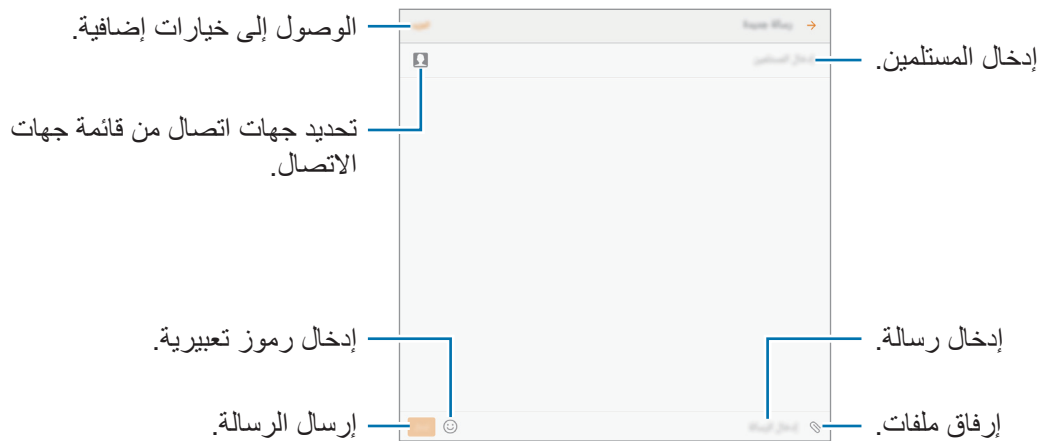 الوصول إلى خيارات إضافية.
إدخال المستلمين.
تحديد جهات اتصال من قائمة جهات
الاتصال.
إدخال رموز تعبيرية.
إدخال رسالة.
إرسال الرسالة.
إرفاق ملفات.